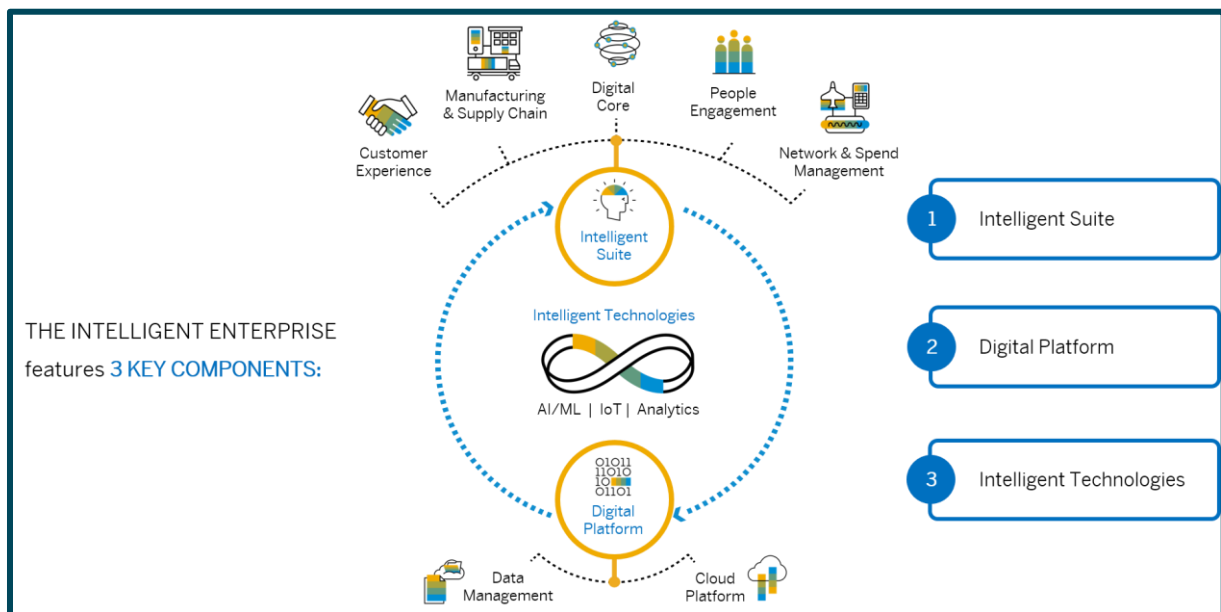 Manufacturing
& Supply Chain
Digital
Core
People
Engagement
Customer
Experience
Network & Spend
Management
Intelligent
Suite
THE INTELLIGENT ENTERPRISE
features 3 KEY COMPONENTS:
Intelligent Technologies
AI/ML | IoT | Analytics
01011
11010
10
01101
Digital
Platform
Data
Management
Cloud
Platform
1 Intelligent Suite
2 Digital Platform
3 Intelligent Technologies